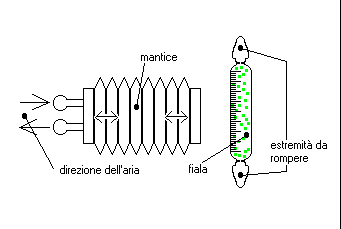 mantice
direzione dell'aria
fiala
estremità da
rompere